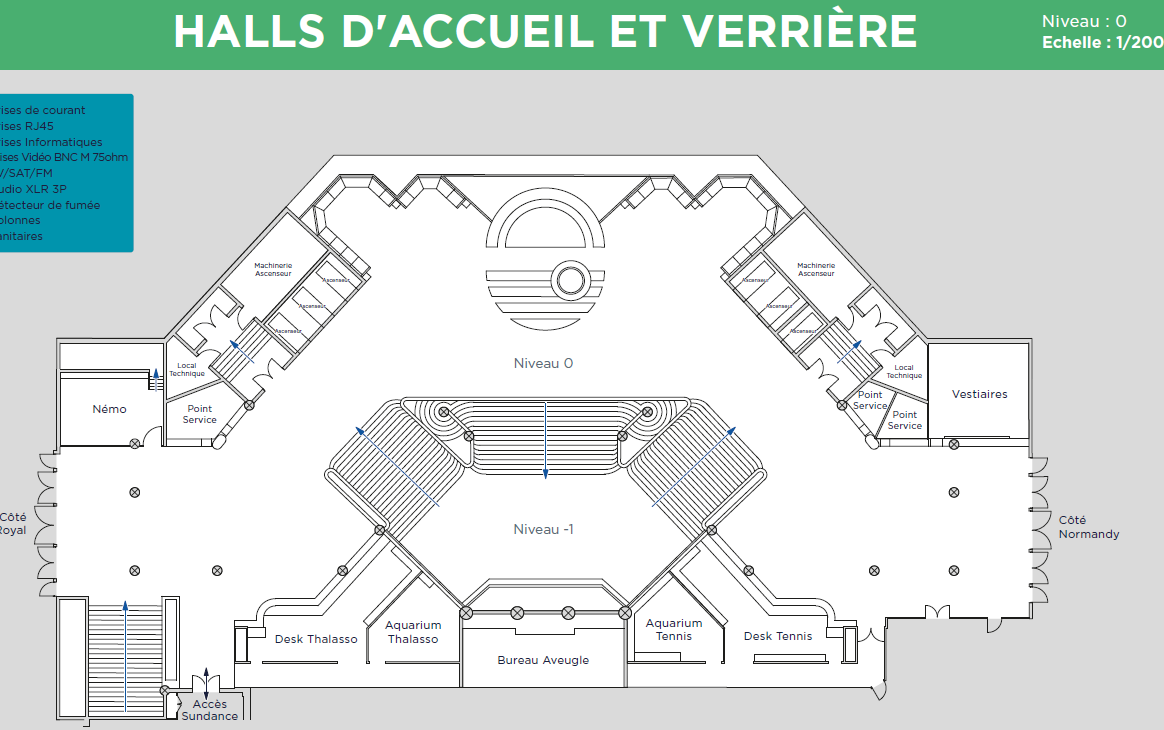 HALLS D'ACCUEIL ET VERRIÈRE
Niveau : 0
Echelle : 1/200
ises de courant
ises RJ45
ises Informatiques
ises Vidéo BNC M 75ohm
V/SAT/FM
udio XLR 3P
étecteur de fumée
olonnes
anitaires
Machinerie
Ascenseur
Machinerie
Ascenseur
Ascenseur
Ascenseur
Ascenseur
Ascenseur
Ascenseur
Ascenseur
Local
Technique
Local
Technique
Niveau 0
Némo
Point
Service
Point
Service
Point
Service
Vestiaires
Côté
Royal
Niveau -1
Côté
Normandy
Desk Thalasso
Aquarium
Thalasso
Bureau Aveugle
Aquarium
Tennis
Desk Tennis
Accès
Sundance